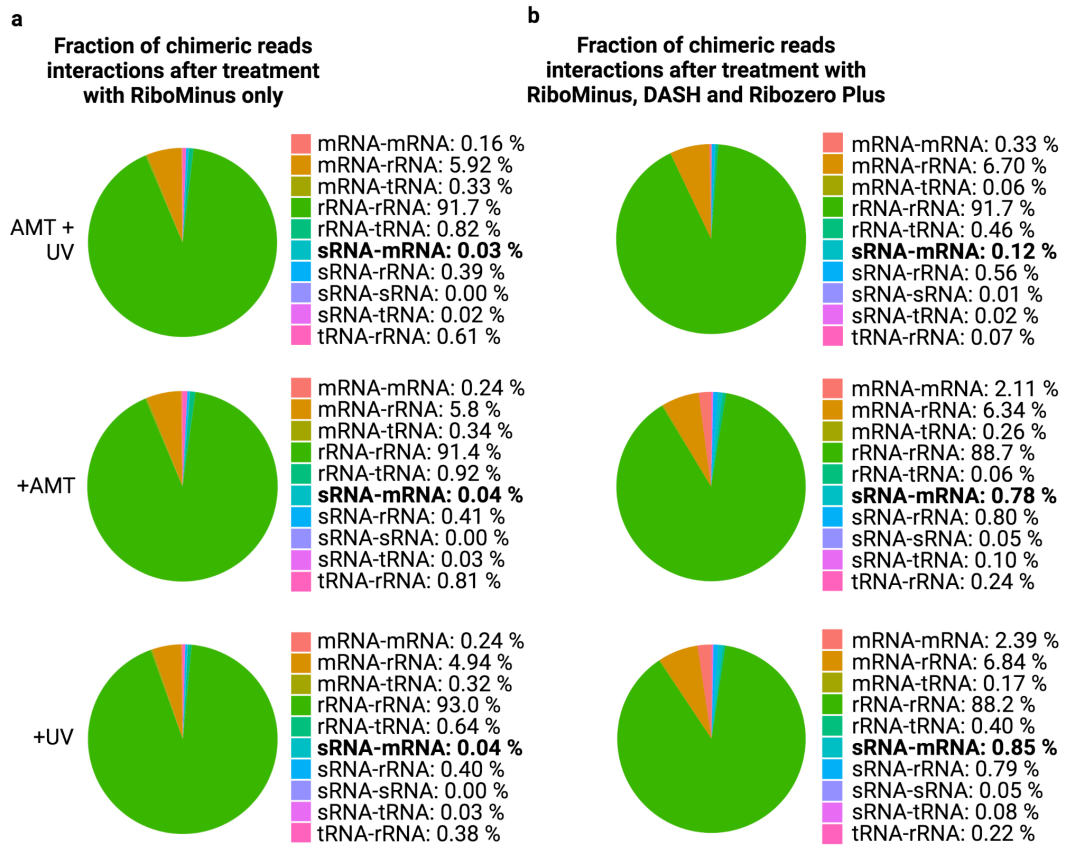 a
Fraction of chimeric reads
interactions after treatment
with RiboMinus only
AMT +
UV
mRNA-mRNA: 0.16 %
mRNA-rRNA: 5.92 %
mRNA-tRNA: 0.33 %
rRNA-rRNA: 91.7 %
rRNA-tRNA: 0.82 %
sRNA-mRNA: 0.03 %
sRNA-rRNA: 0.39 %
sRNA-sRNA: 0.00 %
sRNA-tRNA: 0.02 %
tRNA-rRNA: 0.61 %
+AMT
mRNA-mRNA: 0.24 %
mRNA-rRNA: 5.8 %
mRNA-tRNA: 0.34 %
rRNA-rRNA: 91.4 %
rRNA-tRNA: 0.92 %
sRNA-mRNA: 0.04 %
sRNA-rRNA: 0.41 %
sRNA-sRNA: 0.00 %
sRNA-tRNA: 0.03 %
tRNA-rRNA: 0.81 %
+UV
mRNA-mRNA: 0.24 %
mRNA-rRNA: 4.94 %
mRNA-tRNA: 0.32 %
rRNA-rRNA: 93.0 %
rRNA-tRNA: 0.64 %
sRNA-mRNA: 0.04 %
sRNA-rRNA: 0.40 %
sRNA-sRNA: 0.00 %
sRNA-tRNA: 0.03 %
tRNA-rRNA: 0.38 %
b
Fraction of chimeric reads
interactions after treatment with
RiboMinus, DASH and Ribozero Plus
mRNA-mRNA: 0.33 %
mRNA-rRNA: 6.70 %
mRNA-tRNA: 0.06 %
rRNA-rRNA: 91.7 %
rRNA-tRNA: 0.46 %
sRNA-mRNA: 0.12 %
sRNA-rRNA: 0.56 %
sRNA-sRNA: 0.01 %
sRNA-tRNA: 0.02 %
tRNA-rRNA: 0.07 %
mRNA-mRNA: 2.11 %
mRNA-rRNA: 6.34 %
mRNA-tRNA: 0.26 %
rRNA-rRNA: 88.7 %
rRNA-tRNA: 0.06 %
sRNA-mRNA: 0.78 %
sRNA-rRNA: 0.80 %
sRNA-sRNA: 0.05 %
sRNA-tRNA: 0.10 %
tRNA-rRNA: 0.24 %
mRNA-mRNA: 2.39 %
mRNA-rRNA: 6.84 %
mRNA-tRNA: 0.17 %
rRNA-rRNA: 88.2 %
rRNA-tRNA: 0.40 %
sRNA-mRNA: 0.85 %
sRNA-rRNA: 0.79 %
sRNA-sRNA: 0.05 %
sRNA-tRNA: 0.08 %
tRNA-rRNA: 0.22 %